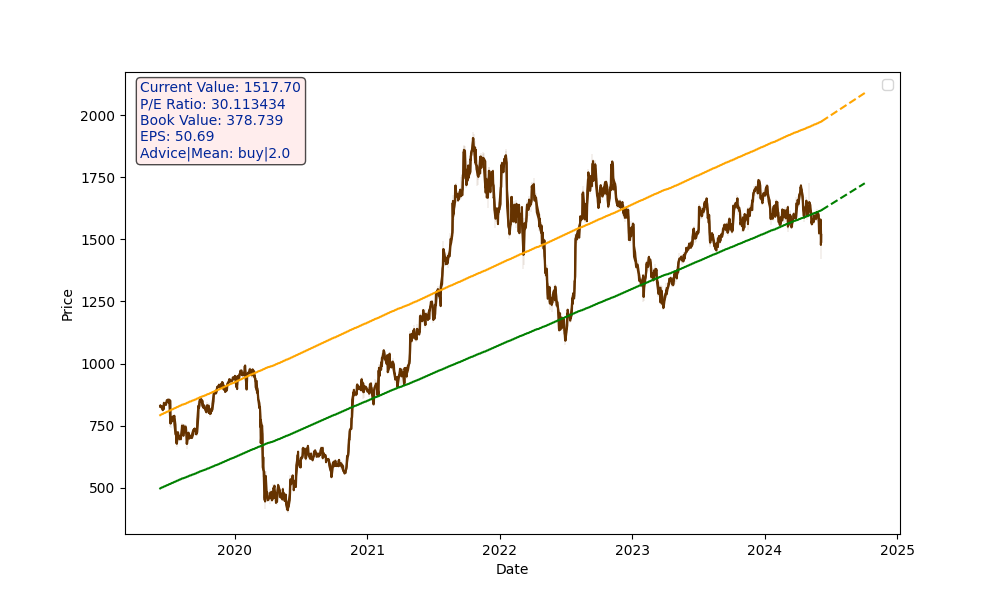 Current Value: 1517.70
P/E Ratio: 30.113434
Book Value: 378.739
EPS: 50.69
Advice|Mean: buy|2.0
2000
1750
1500
1250
1000
750
500
Price
2020
2021
2022
2023
2024
2025
Date